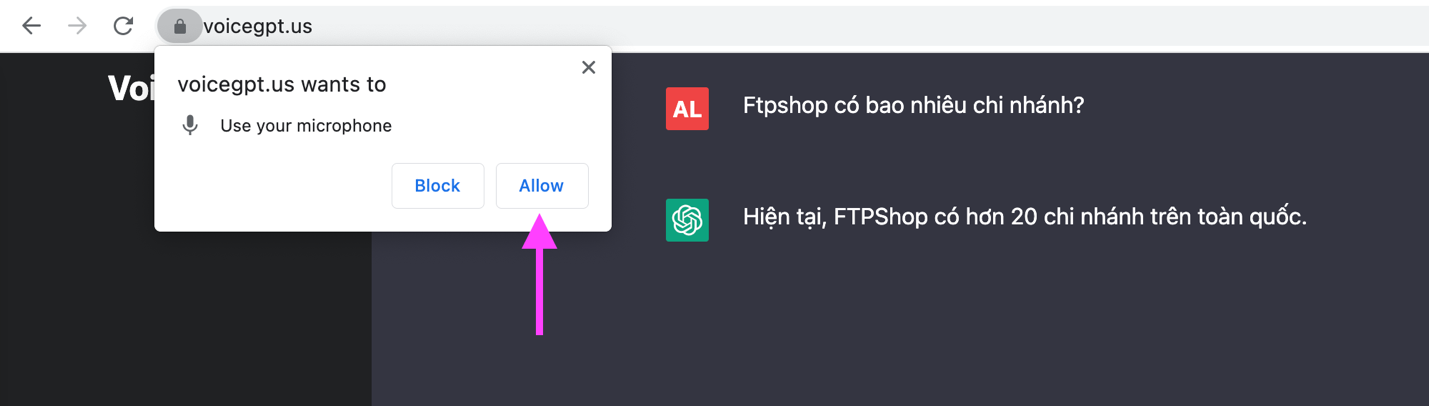 voicegpt.us
Voi
voicegpt.us wants to
Use your microphone
Block
Allow
AL
Ftpshop có bao nhiêu chi nhánh?
Hiện tại, FTPShop có hơn 20 chi nhánh trên toàn quốc.